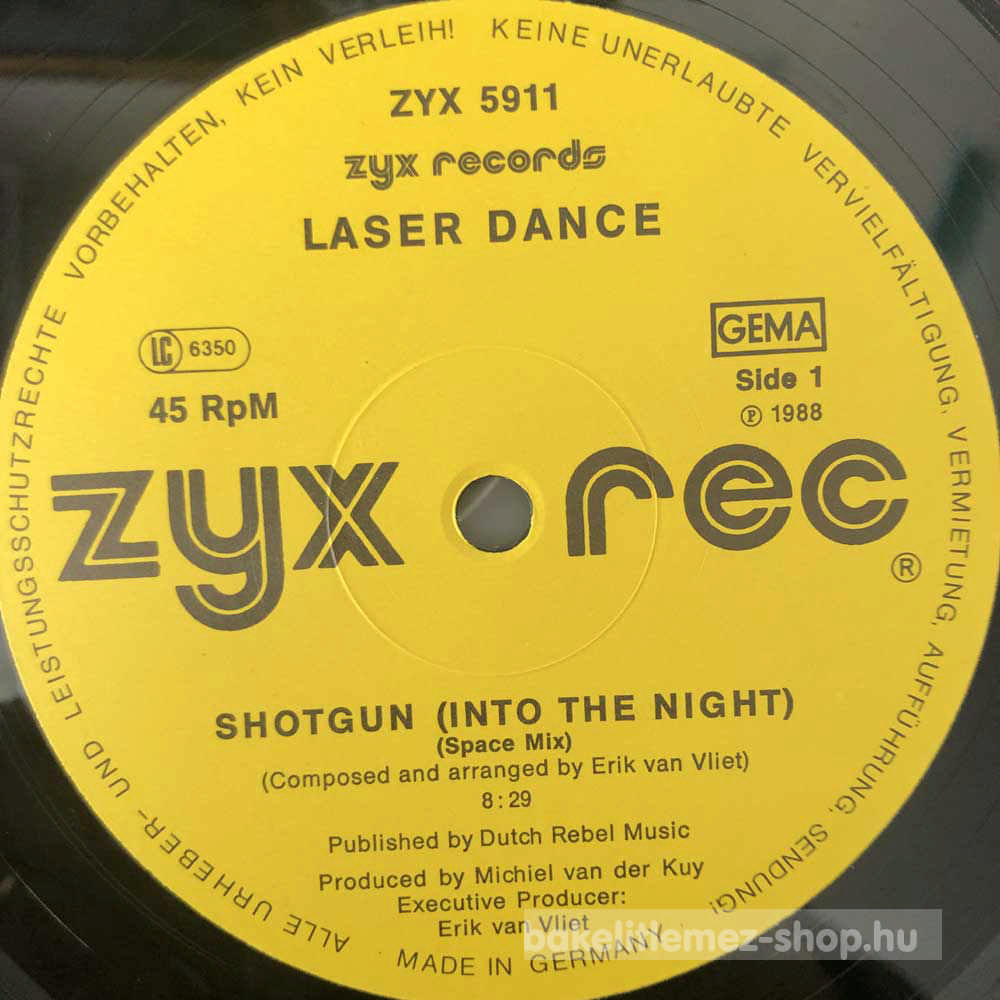 ALLE URHEBER- UND LEISTUNGSSCHUTZRECHTE VORBEHALTEN, KEIN VERLEIH! KEINE UNERLAUBTE VERVIELFÄLTIGUNG, VERMIETUNG, AUFFÜHRUNG, SENDUNG!
ZYX 5911
zyx records
LASER DANCE
LC 6350
GEMA
45 RpM
Side 1
℗ 1988
zyx rec
®
SHOTGUN (INTO THE NIGHT)
(Space Mix)
(Composed and arranged by Erik van Vliet)
8:29
Published by Dutch Rebel Music
Produced by Michiel van der Kuy
Executive Producer:
Erik van Vliet
MADE IN GERMANY
bakelitlemez-shop.hu